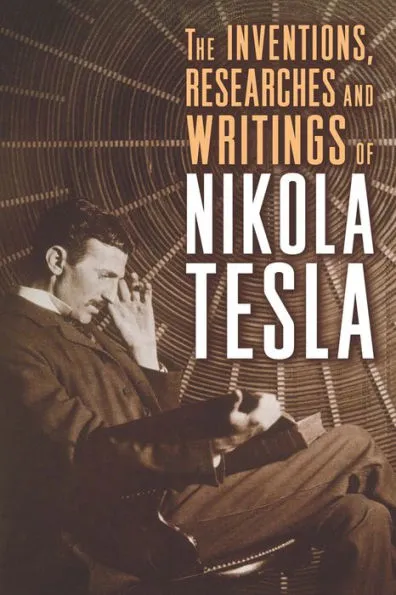 THE INVENTIONS,
RESEARCHES AND
WRITINGS OF
NIKOLA
TESLA